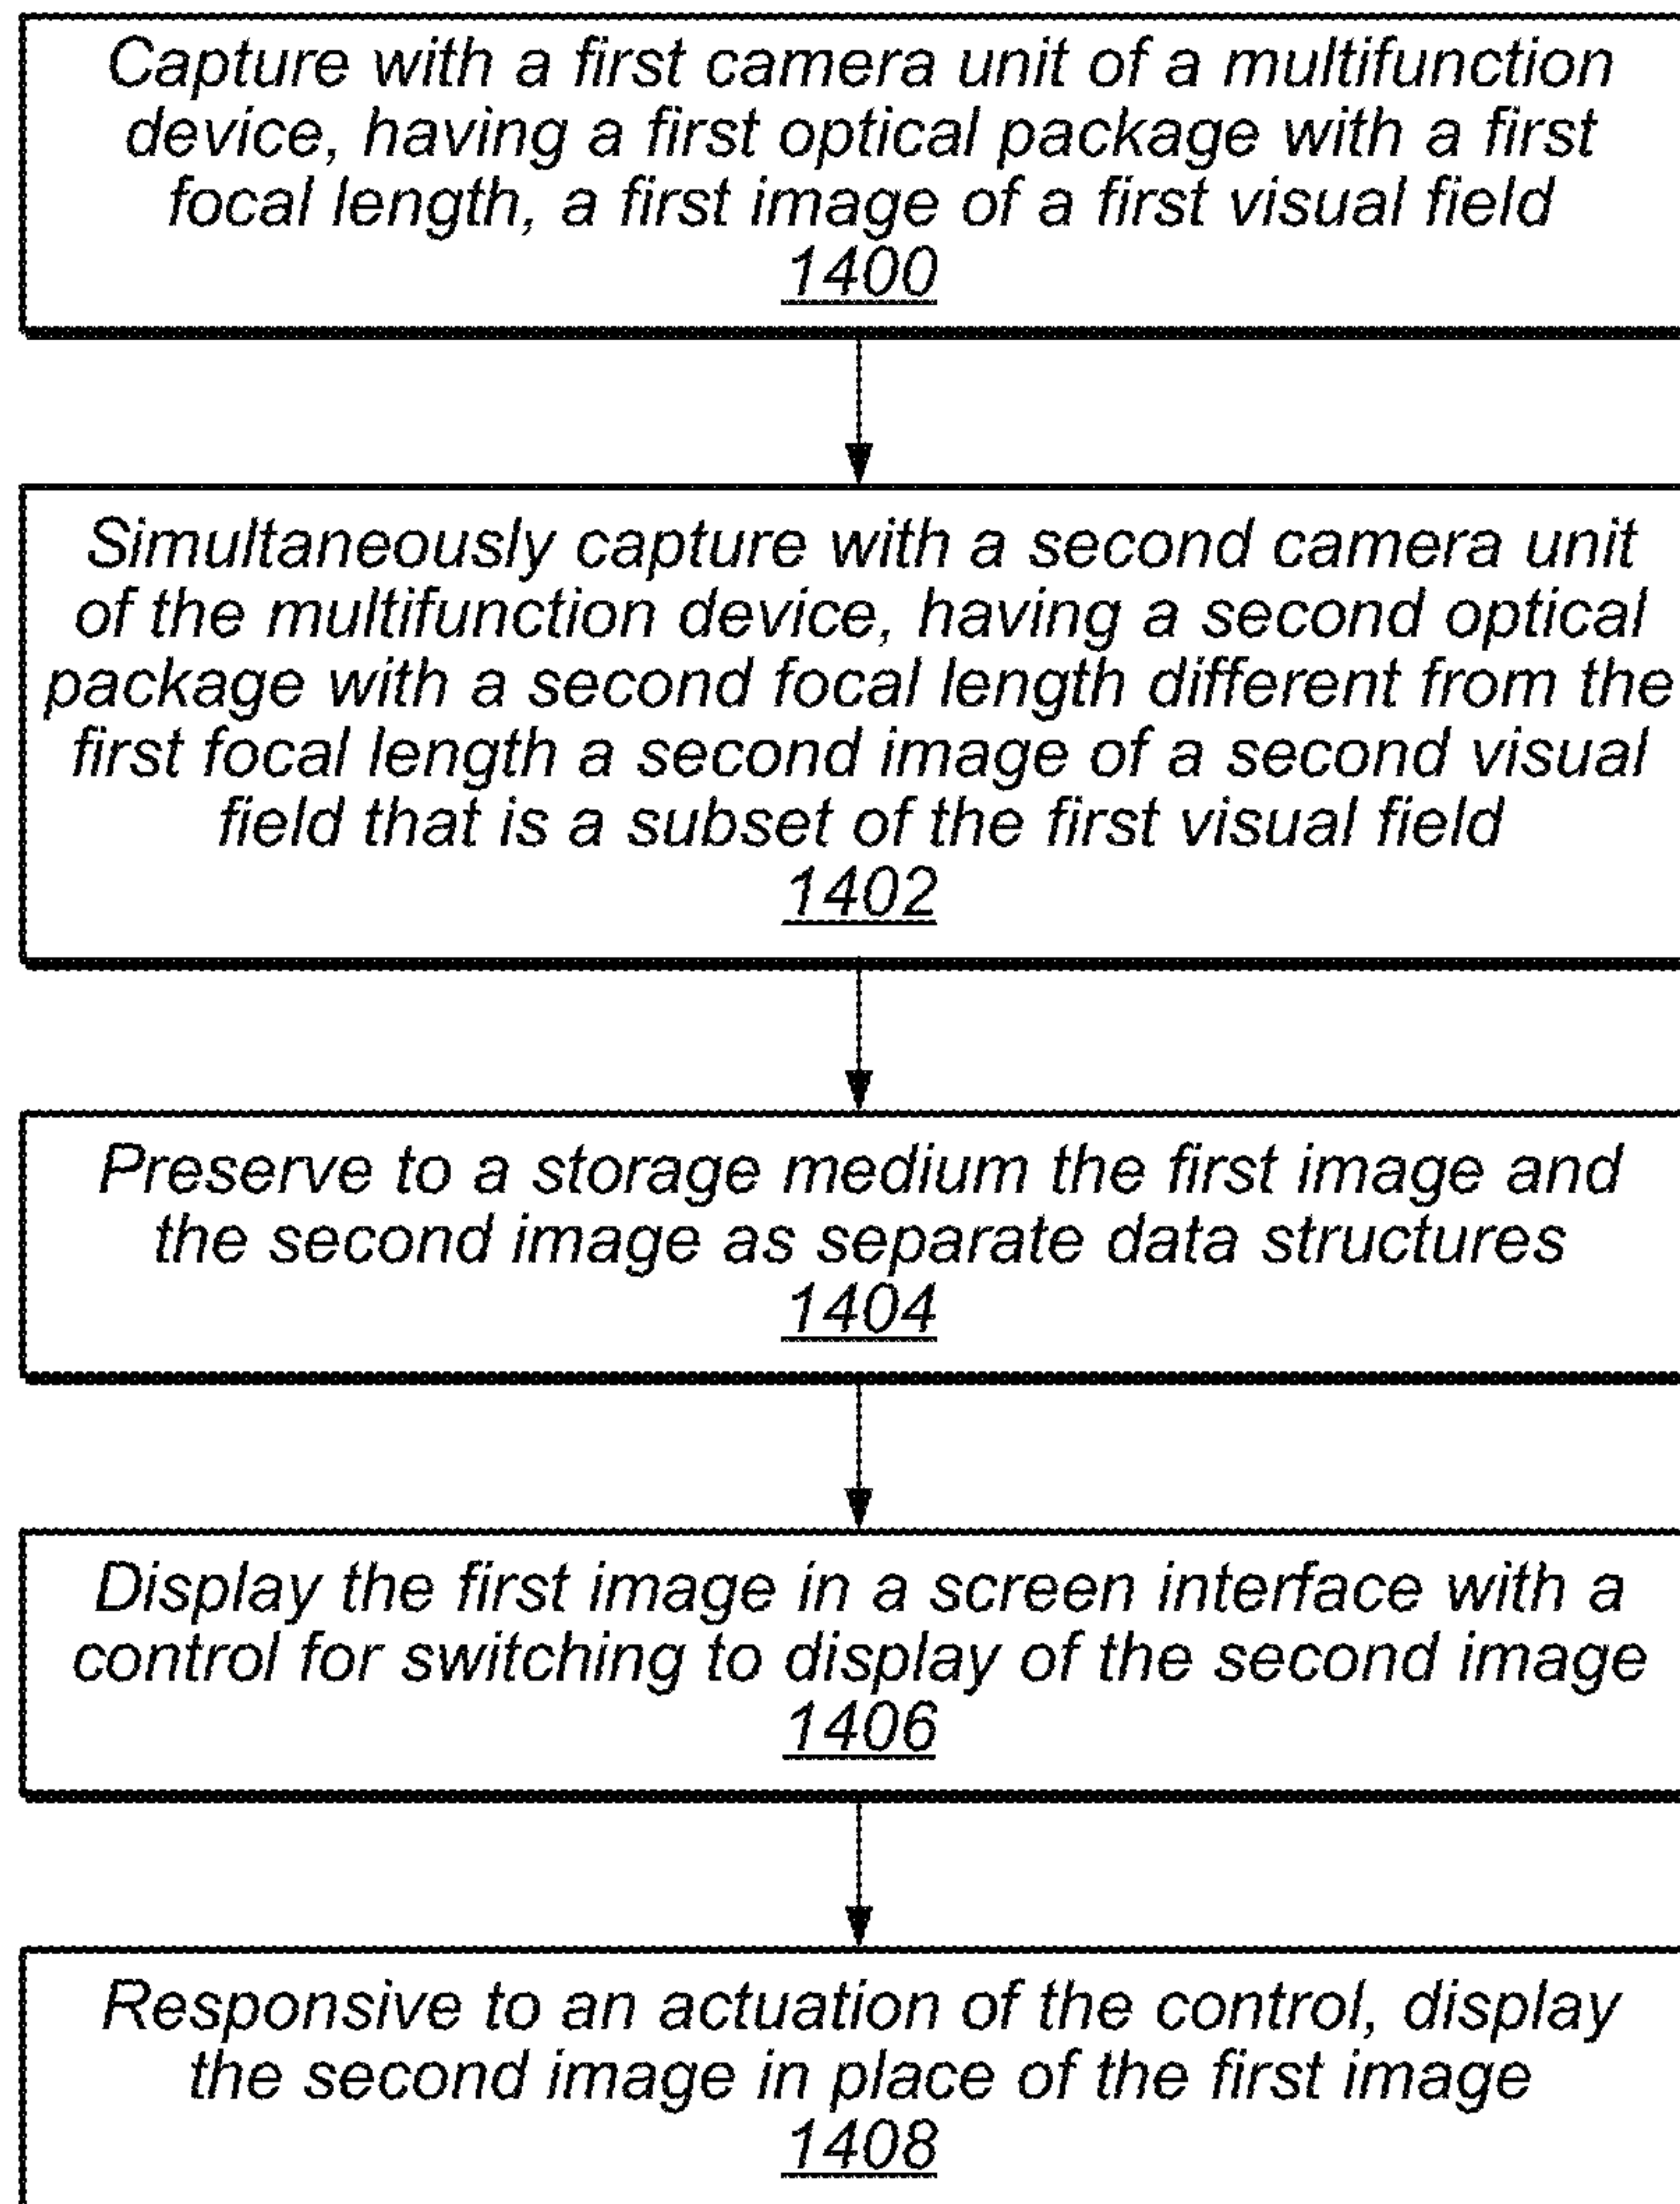 Capture with a first camera unit of a multifunction
device, having a first optical package with a first
focal length, a first image of a first visual field
1400
Simultaneously capture with a second camera unit
of the multifunction device, having a second optical
package with a second focal length different from the
first focal length a second image of a second visual
field that is a subset of the first visual field
1402
Preserve to a storage medium the first image and
the second image as separate data structures
1404
Display the first image in a screen interface with a
control for switching to display of the second image
1406
Responsive to an actuation of the control, display
the second image in place of the first image
1408